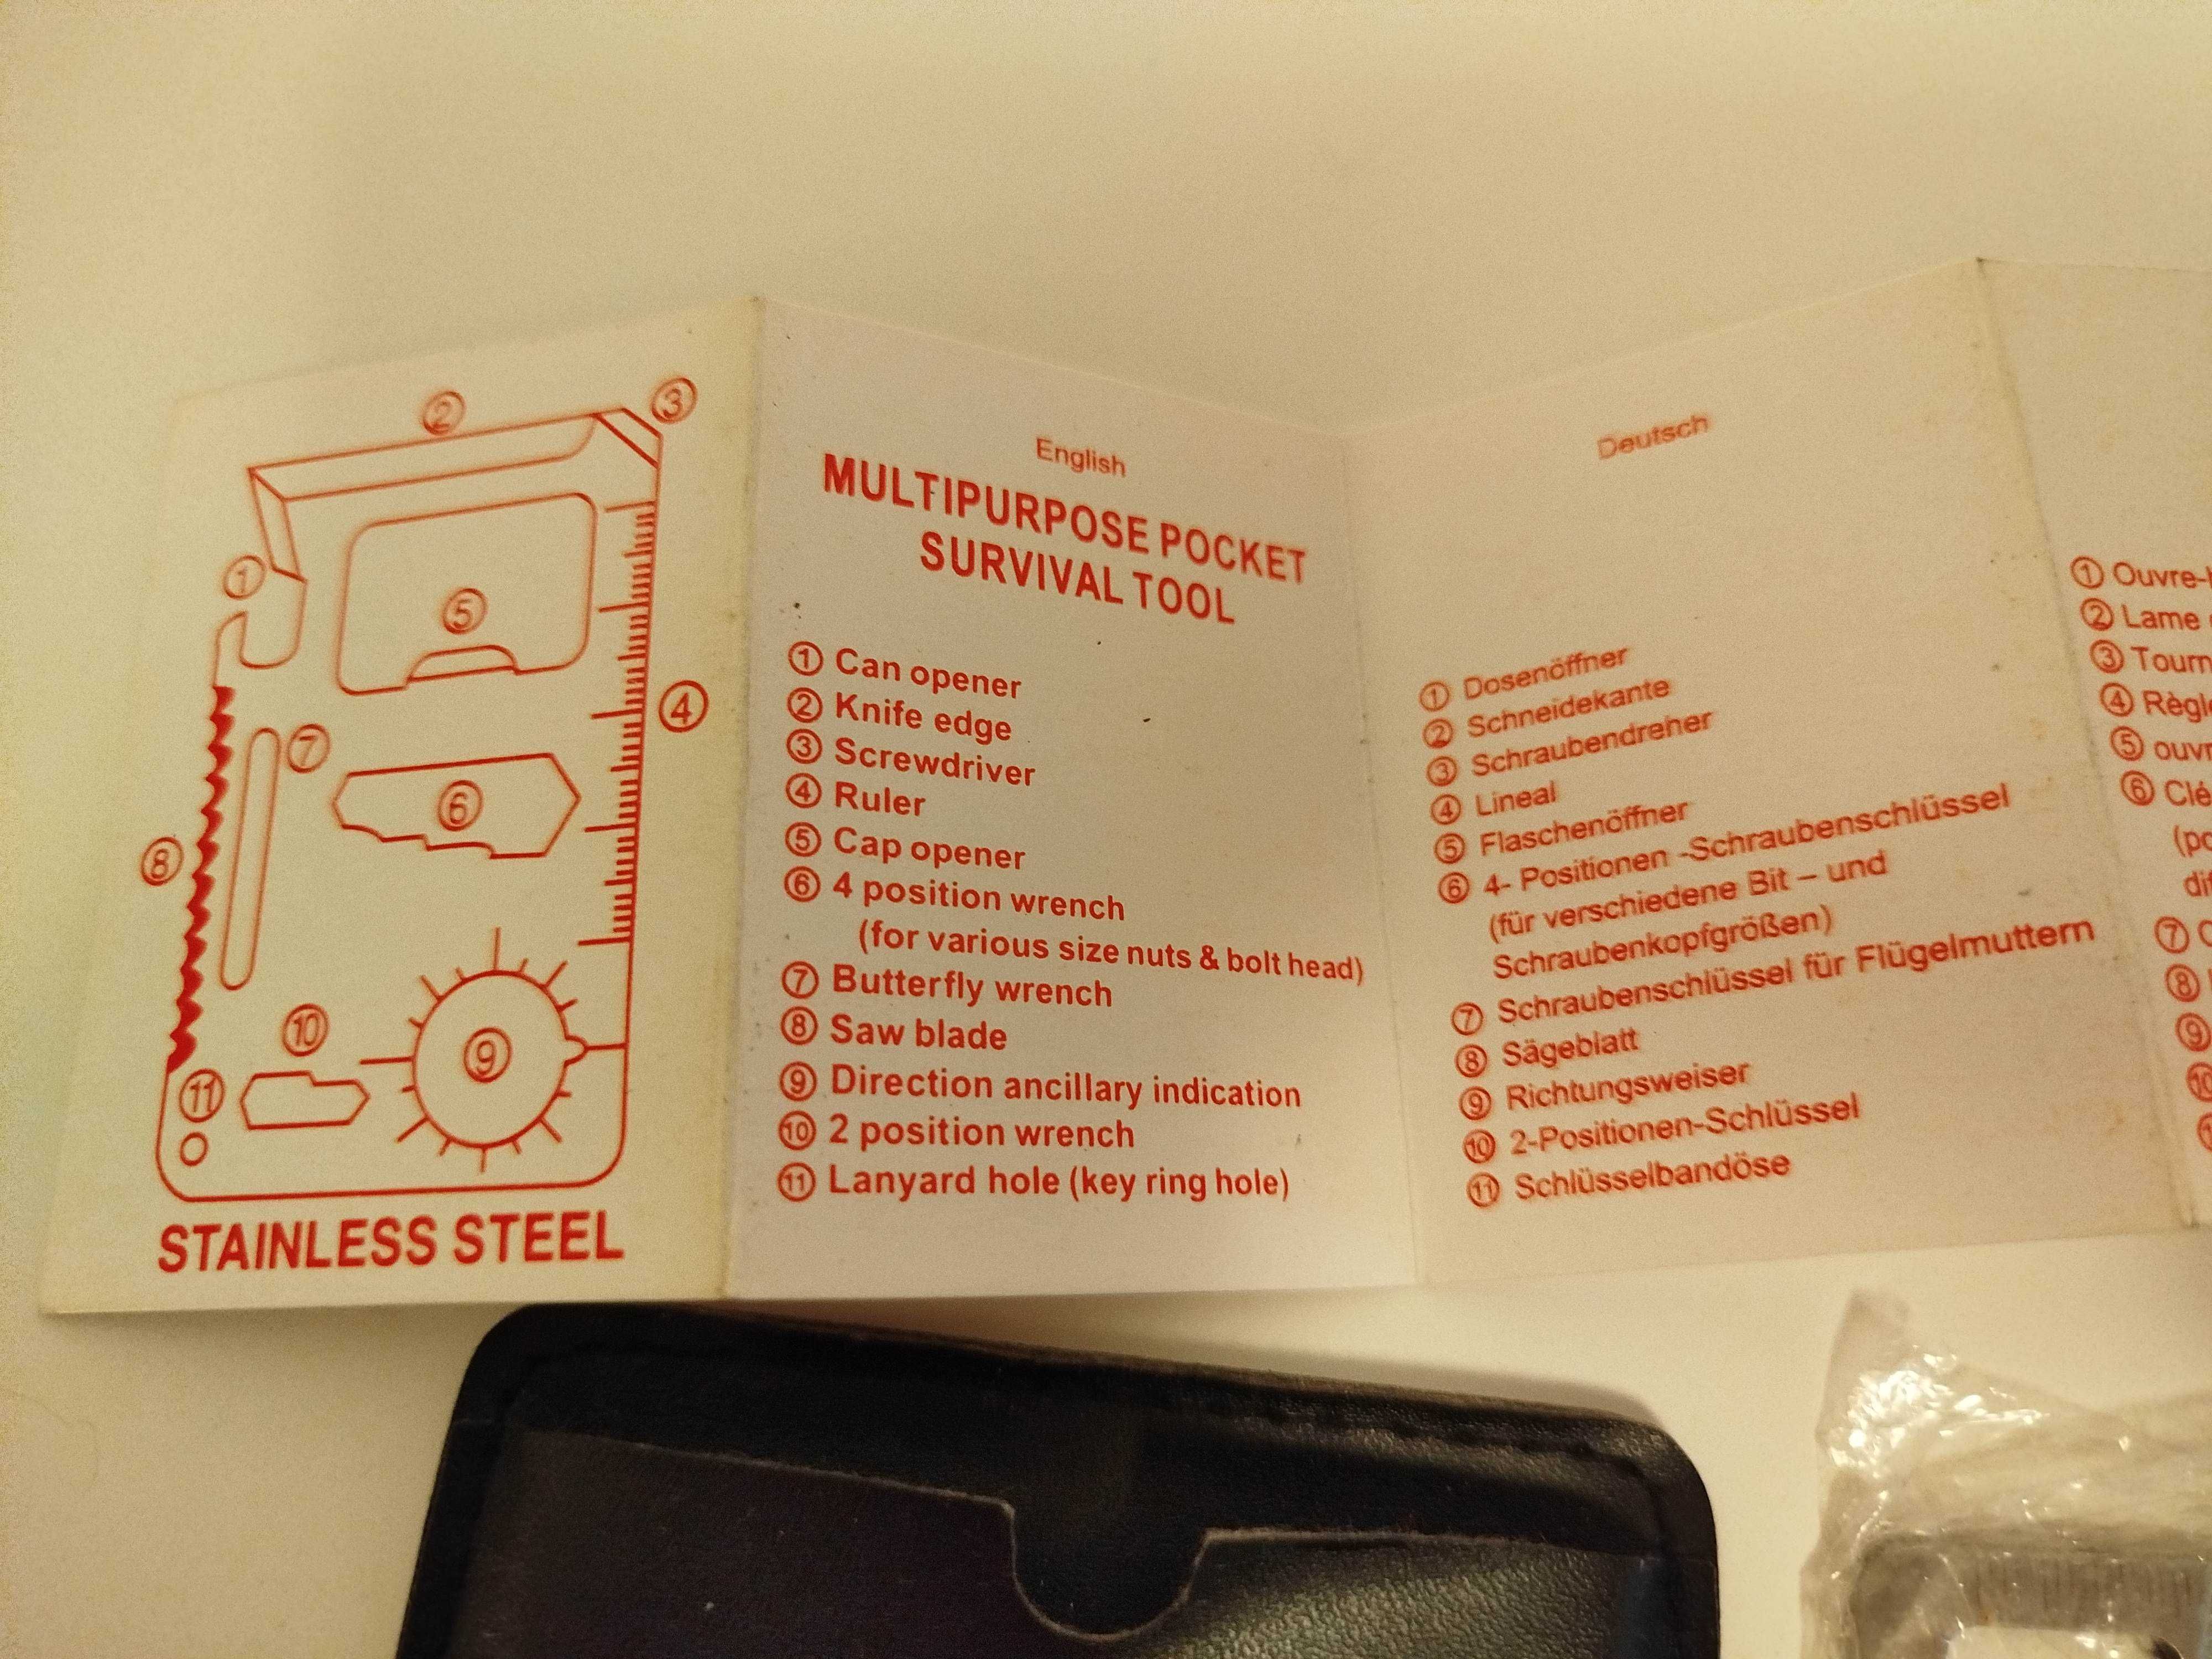 ②
③
①
⑤
④
⑦
⑥
⑧
⑩
⑨
⑪
STAINLESS STEEL
English
MULTIPURPOSE POCKET
SURVIVAL TOOL
① Can opener
② Knife edge
③ Screwdriver
④ Ruler
⑤ Cap opener
⑥ 4 position wrench
(for various size nuts & bolt head)
⑦ Butterfly wrench
⑧ Saw blade
⑨ Direction ancillary indication
⑩ 2 position wrench
⑪ Lanyard hole (key ring hole)
Deutsch
① Dosenöffner
② Schneidekante
③ Schraubendreher
④ Lineal
⑤ Flaschenöffner
⑥ 4- Positionen -Schraubenschlüssel
(für verschiedene Bit – und
Schraubenkopfgrößen)
⑦ Schraubenschlüssel für Flügelmuttern
⑧ Sägeblatt
⑨ Richtungsweiser
⑩ 2-Positionen-Schlüssel
⑪ Schlüsselbandöse
① Ouvre-
② Lame
③
④
⑤
⑥ Clé
⑦
⑧
⑨
⑩